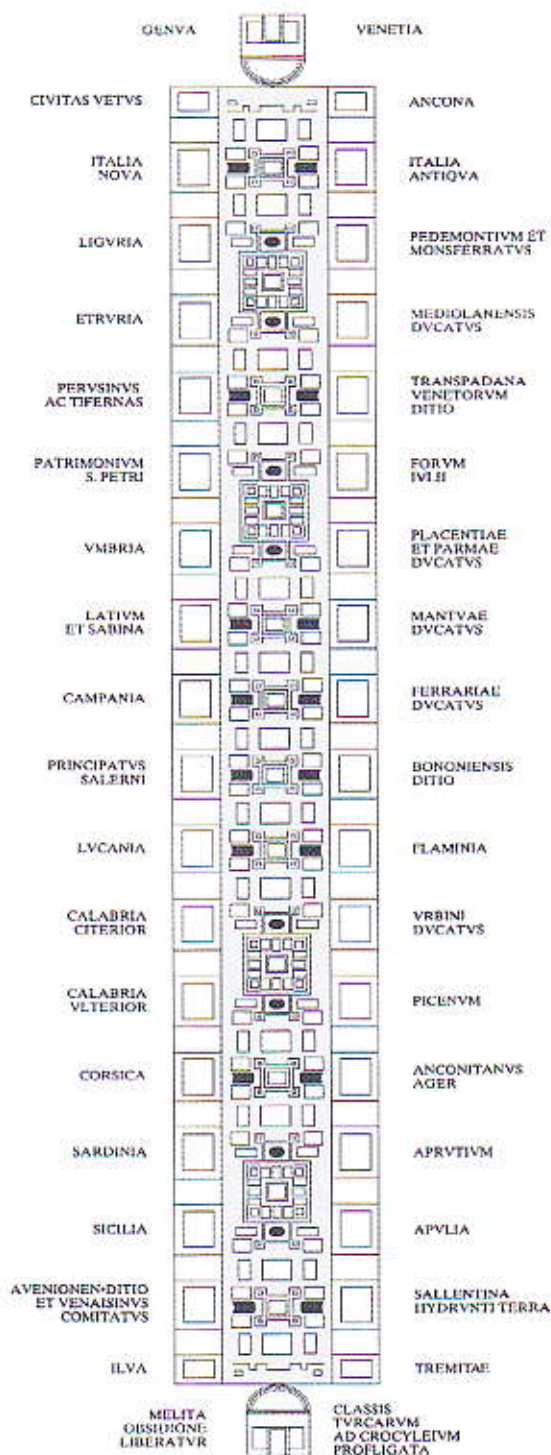 GENVA
VENETIA
CIVITAS VETVS
ANCONA
ITALIA
NOVA
ITALIA
ANTIQVA
LIGVRIA
PEDEMONTIVM ET
MONSFERRATVS
ETRVRIA
MEDIOLANENSIS
DVCATVS
PERVSINVS
AC TIFERNAS
TRANSPADANA
VENETORVM
DITIO
PATRIMONIVM
S. PETRI
FORVM
IVLII
VMBRIA
PLACENTIAE
ET PARMAE
DVCATVS
LATIVM
ET SABINA
MANTVAE
DVCATVS
CAMPANIA
FERRARIAE
DVCATVS
PRINCIPATVS
SALERNI
BONONIENSIS
DITIO
LVCANIA
FLAMINIA
CALABRIA
CITERIOR
VRBINI
DVCATVS
CALABRIA
VLTERIOR
PICENVM
CORSICA
ANCONITANVS
AGER
SARDINIA
APRVTIVM
SICILIA
APVLIA
AVENIONEN•DITIO
ET VENAISINVS
COMITATVS
SALLENTINA
HYDRVNTI TERRA
ILVA
TREMITAE
MELITA
OBSIDIONE
LIBERATVR
CLASSIS
TVRCARVM
AD CROCYLEIVM
PROFLIGATA